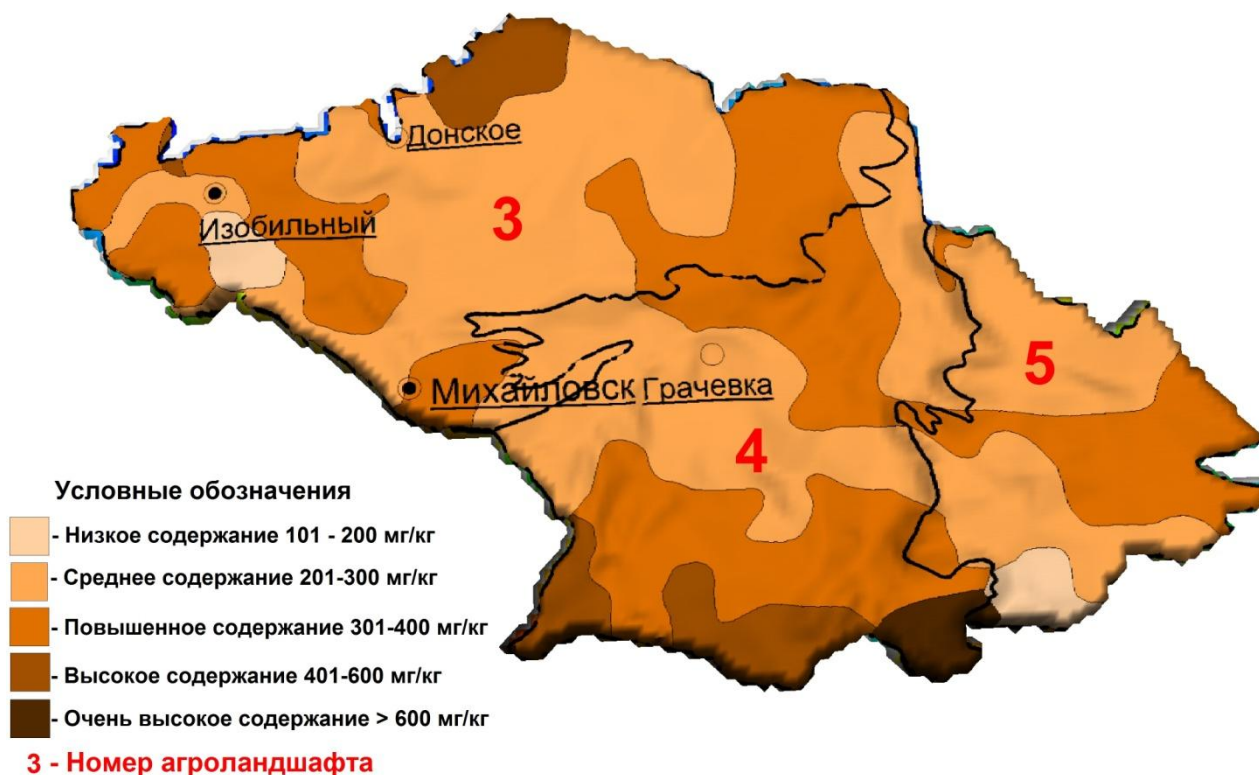 Донское
3
Изобильный
5
Михайловск Грачевка
4
Условные обозначения
- Низкое содержание 101 - 200 мг/кг
- Среднее содержание 201-300 мг/кг
- Повышенное содержание 301-400 мг/кг
- Высокое содержание 401-600 мг/кг
- Очень высокое содержание > 600 мг/кг
3 - Номер агроландшафта